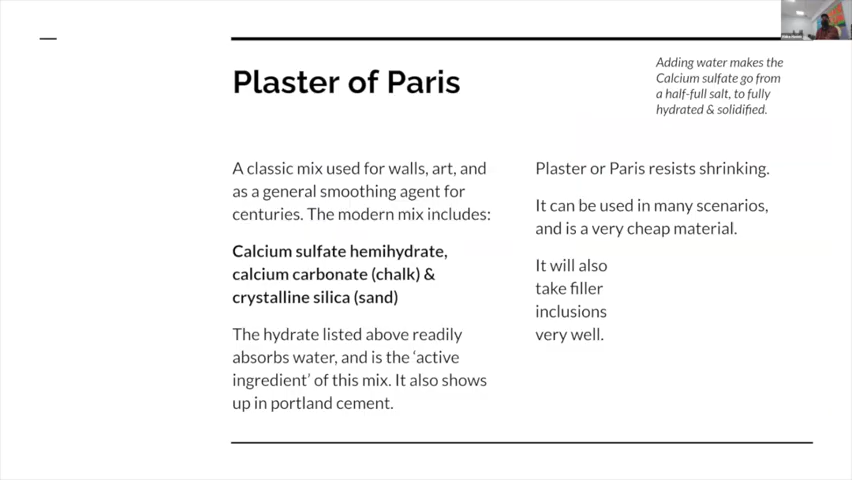 Plaster of Paris
Adding water makes the
Calcium sulfate go from
a half-full salt, to fully
hydrated & solidified.
A classic mix used for walls, art, and
as a general smoothing agent for
centuries. The modern mix includes:
Calcium sulfate hemihydrate,
calcium carbonate (chalk) &
crystalline silica (sand)
The hydrate listed above readily
absorbs water, and is the ‘active
ingredient’ of this mix. It also shows
up in portland cement.
Plaster or Paris resists shrinking.
It can be used in many scenarios,
and is a very cheap material.
It will also
take filler
inclusions
very well.